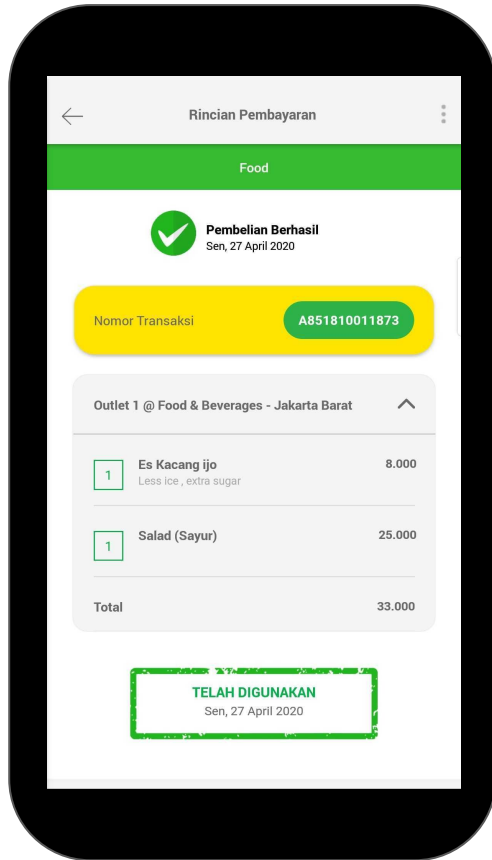 Rincian Pembayaran
Food
Pembelian Berhasil
Sen, 27 April 2020
Nomor Transaksi A851810011873
Outlet 1 @ Food & Beverages - Jakarta Barat
1 Es Kacang ijo 8.000
Less ice , extra sugar
1 Salad (Sayur) 25.000
Total 33.000
TELAH DIGUNAKAN
Sen, 27 April 2020